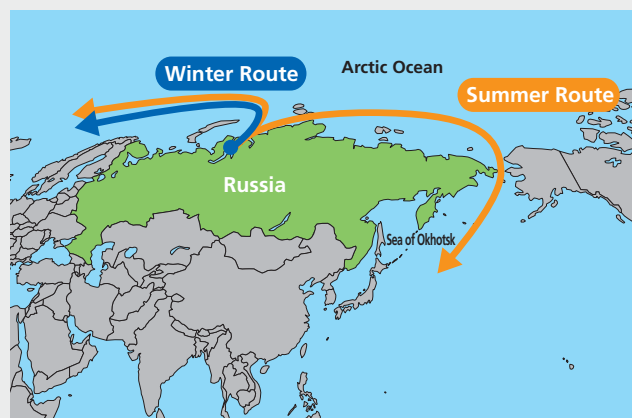 Winter Route
Arctic Ocean
Summer Route
Russia
Sea of Okhotsk